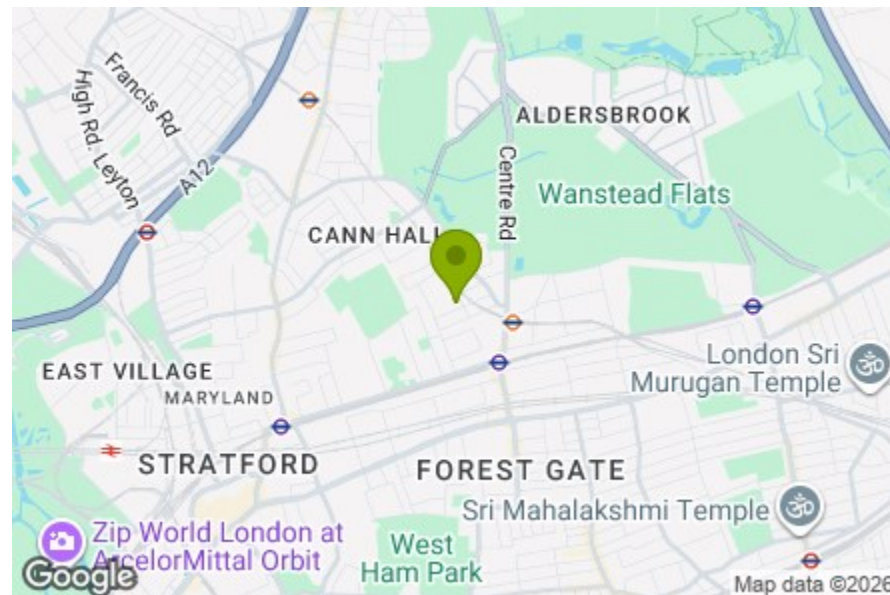 Francis Rd
High Rd. Leyton
A12
ALDERSBROOK
Centre Rd
Wanstead Flats
CANN HALL
EAST VILLAGE
MARYLAND
London Sri
Murugan Temple
STRATFORD
FOREST GATE
Sri Mahalakshmi Temple
Zip World London at
ArcelorMittal Orbit
West
Ham Park
Google
Map data ©2026